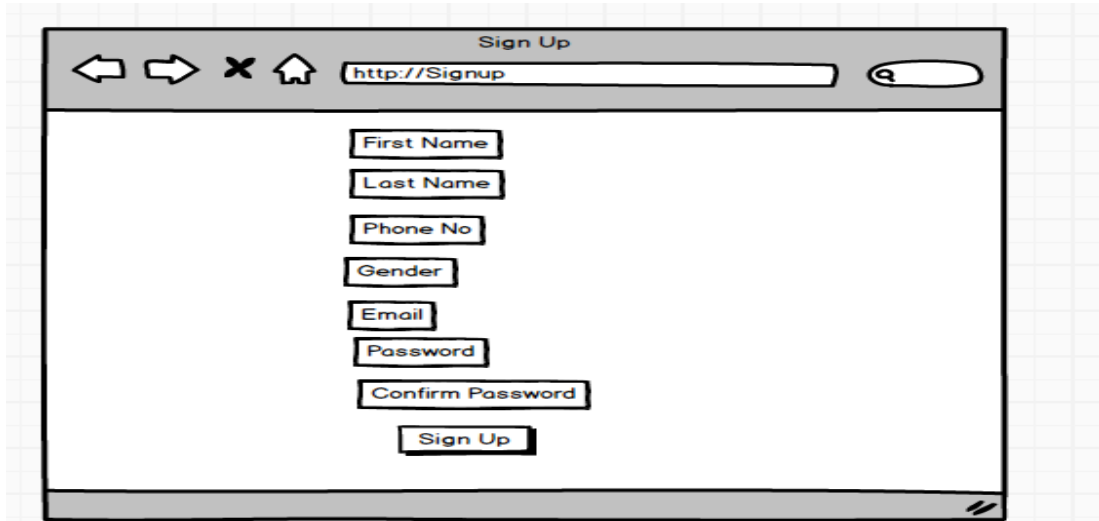 Sign Up
http://Signup
First Name
Last Name
Phone No
Gender
Email
Password
Confirm Password
Sign Up